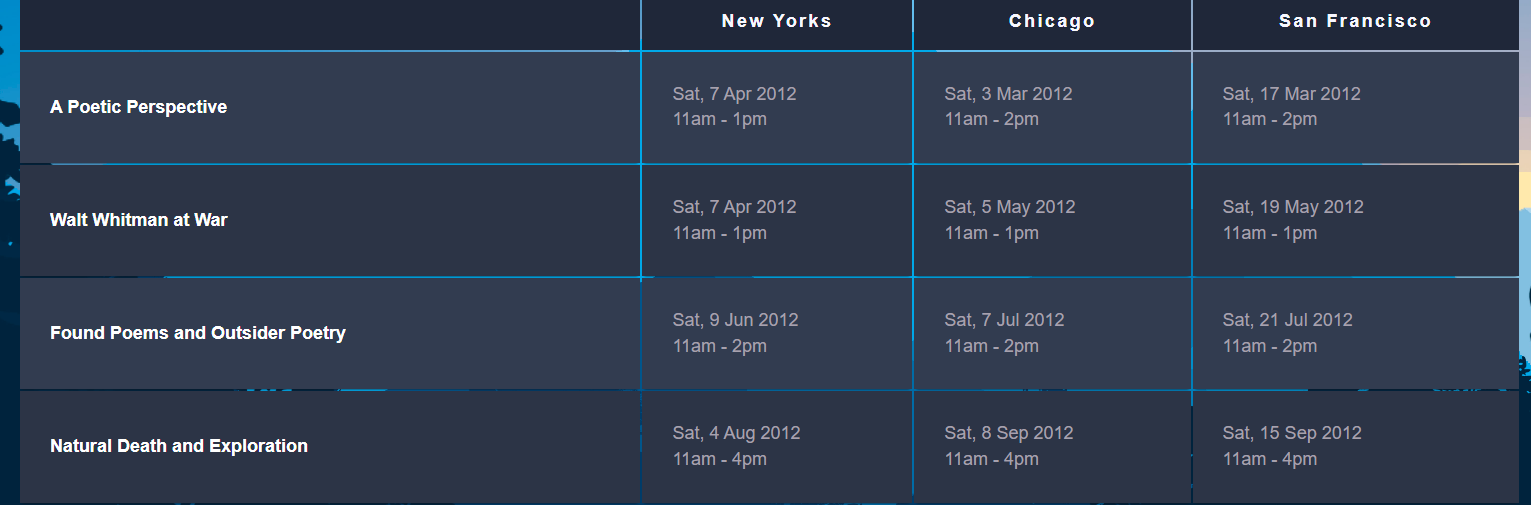 New Yorks Chicago San Francisco
A Poetic Perspective
Sat, 7 Apr 2012
11am - 1pm
Sat, 3 Mar 2012
11am - 2pm
Sat, 17 Mar 2012
11am - 2pm
Walt Whitman at War
Sat, 7 Apr 2012
11am - 1pm
Sat, 5 May 2012
11am - 1pm
Sat, 19 May 2012
11am - 1pm
Found Poems and Outsider Poetry
Sat, 9 Jun 2012
11am - 2pm
Sat, 7 Jul 2012
11am - 2pm
Sat, 21 Jul 2012
11am - 2pm
Natural Death and Exploration
Sat, 4 Aug 2012
11am - 4pm
Sat, 8 Sep 2012
11am - 4pm
Sat, 15 Sep 2012
11am - 4pm